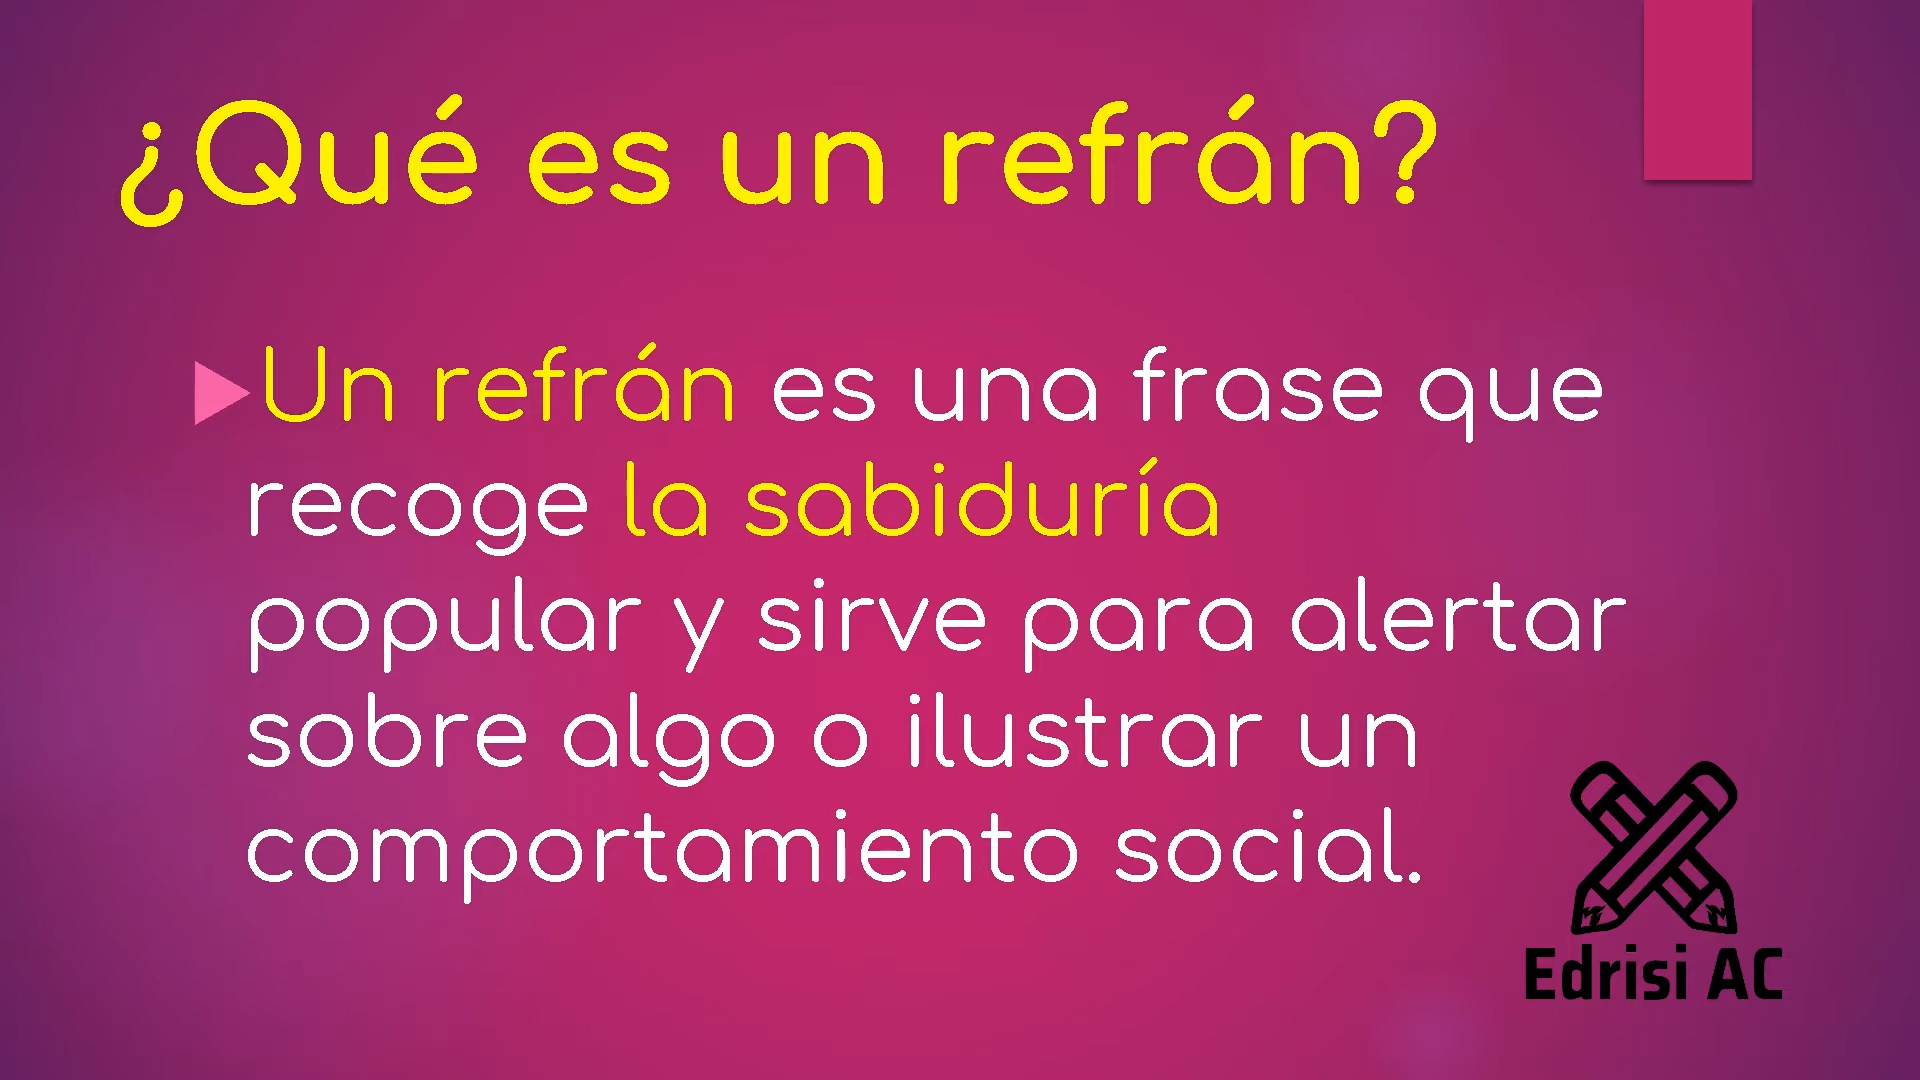 ¿Qué es un refrán?
Un refrán es una frase que
recoge la sabiduría
popular y sirve para alertar
sobre algo o ilustrar un
comportamiento social.
Edrisi AC